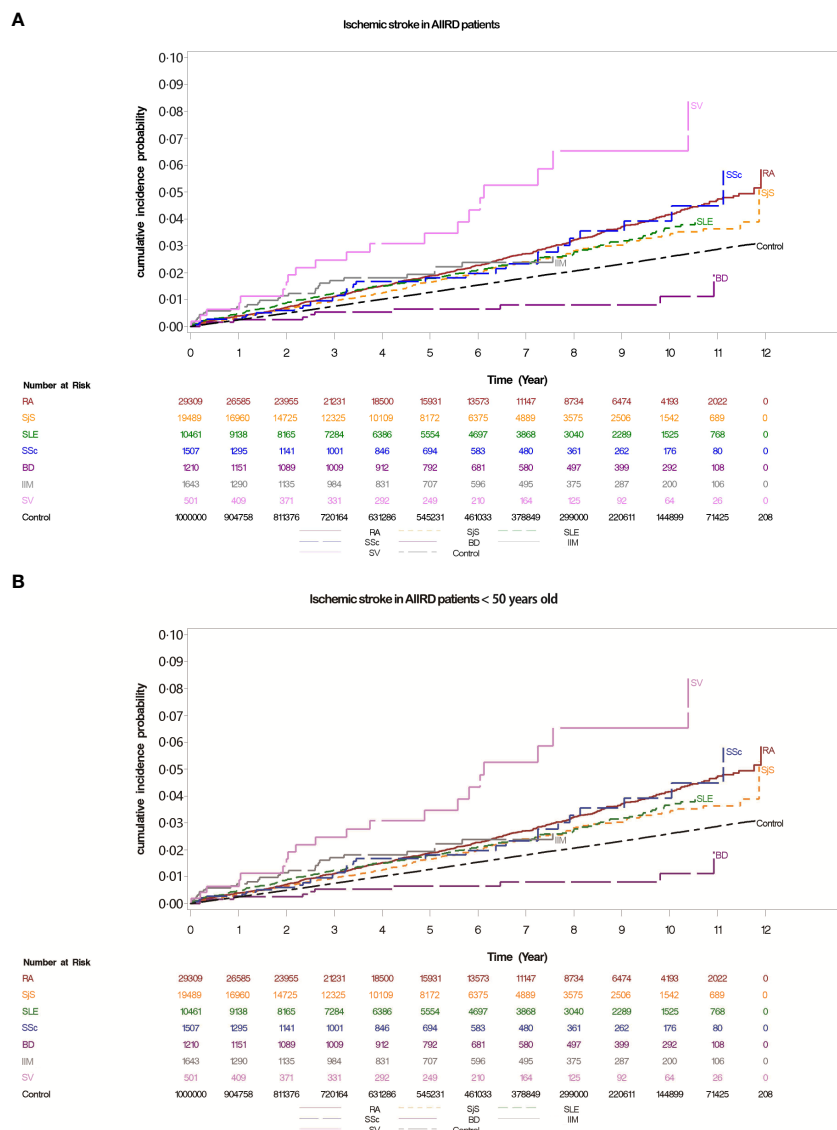 A
Ischemic stroke in AIIRD patients
cumulative incidence probability
0·10
0·09
0·08
0·07
0·06
0·05
0·04
0·03
0·02
0·01
0·00
SV
SSc
RA
SjS
SLE
IIM
Control
*BD
0 1 2 3 4 5 6 7 8 9 10 11 12
Time (Year)
Number at Risk
RA 29309 26585 23955 21231 18500 15931 13573 11147 8734 6474 4193 2022 0
SjS 19489 16960 14725 12325 10109 8172 6375 4889 3575 2506 1542 689 0
SLE 10461 9138 8165 7284 6386 5554 4697 3868 3040 2289 1525 768 0
SSc 1507 1295 1141 1001 846 694 583 480 361 262 176 80 0
BD 1210 1151 1089 1009 912 792 681 580 497 399 292 108 0
IIM 1643 1290 1135 984 831 707 596 495 375 287 200 106 0
SV 501 409 371 331 292 249 210 164 125 92 64 26 0
Control 1000000 904758 811376 720164 631286 545231 461033 378849 299000 220611 144899 71425 208
RA SjS SLE
SSc BD IIM
SV Control
B
Ischemic stroke in AIIRD patients < 50 years old
cumulative incidence probability
0·10
0·09
0·08
0·07
0·06
0·05
0·04
0·03
0·02
0·01
0·00
SV
SSc
RA
SjS
SLE
IIM
Control
*BD
0 1 2 3 4 5 6 7 8 9 10 11 12
Time (Year)
Number at Risk
RA 29309 26585 23955 21231 18500 15931 13573 11147 8734 6474 4193 2022 0
SjS 19489 16960 14725 12325 10109 8172 6375 4889 3575 2506 1542 689 0
SLE 10461 9138 8165 7284 6386 5554 4697 3868 3040 2289 1525 768 0
SSc 1507 1295 1141 1001 846 694 583 480 361 262 176 80 0
BD 1210 1151 1089 1009 912 792 681 580 497 399 292 108 0
IIM 1643 1290 1135 984 831 707 596 495 375 287 200 106 0
SV 501 409 371 331 292 249 210 164 125 92 64 26 0
Control 1000000 904758 811376 720164 631286 545231 461033 378849 299000 220611 144899 71425 208
RA SjS SLE
SSc BD IIM
SV Control